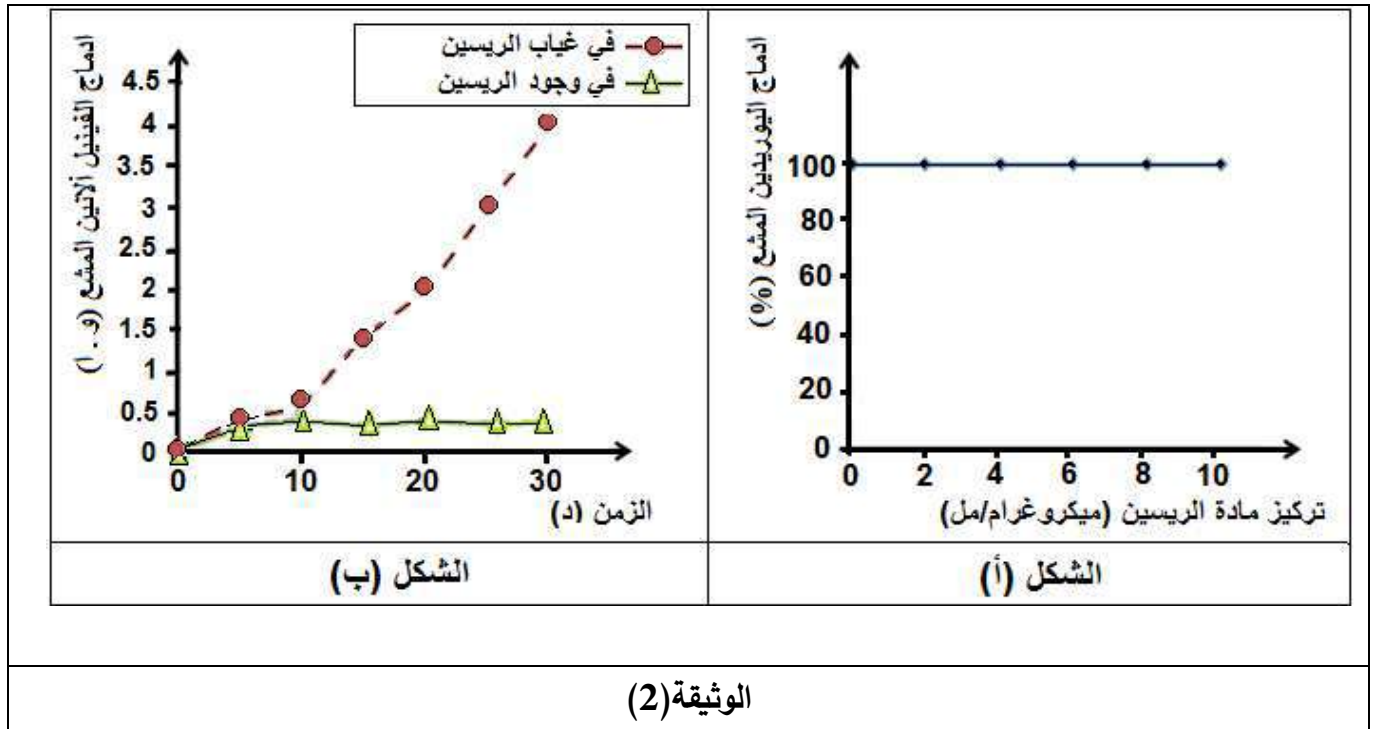 ادماج اليوريدين المشع (%)
100
80
60
40
20
0
0 2 4 6 8 10
تركيز مادة الريسين (ميكروغرام/مل)
الشكل (أ)
في غياب الريسين
في وجود الريسين
ادماج الفينيل ألانين المشع (و . ا)
4.5
4
3.5
3
2.5
2
1.5
1
0.5
0
0 10 20 30
الزمن (د)
الشكل (ب)
الوثيقة(2)